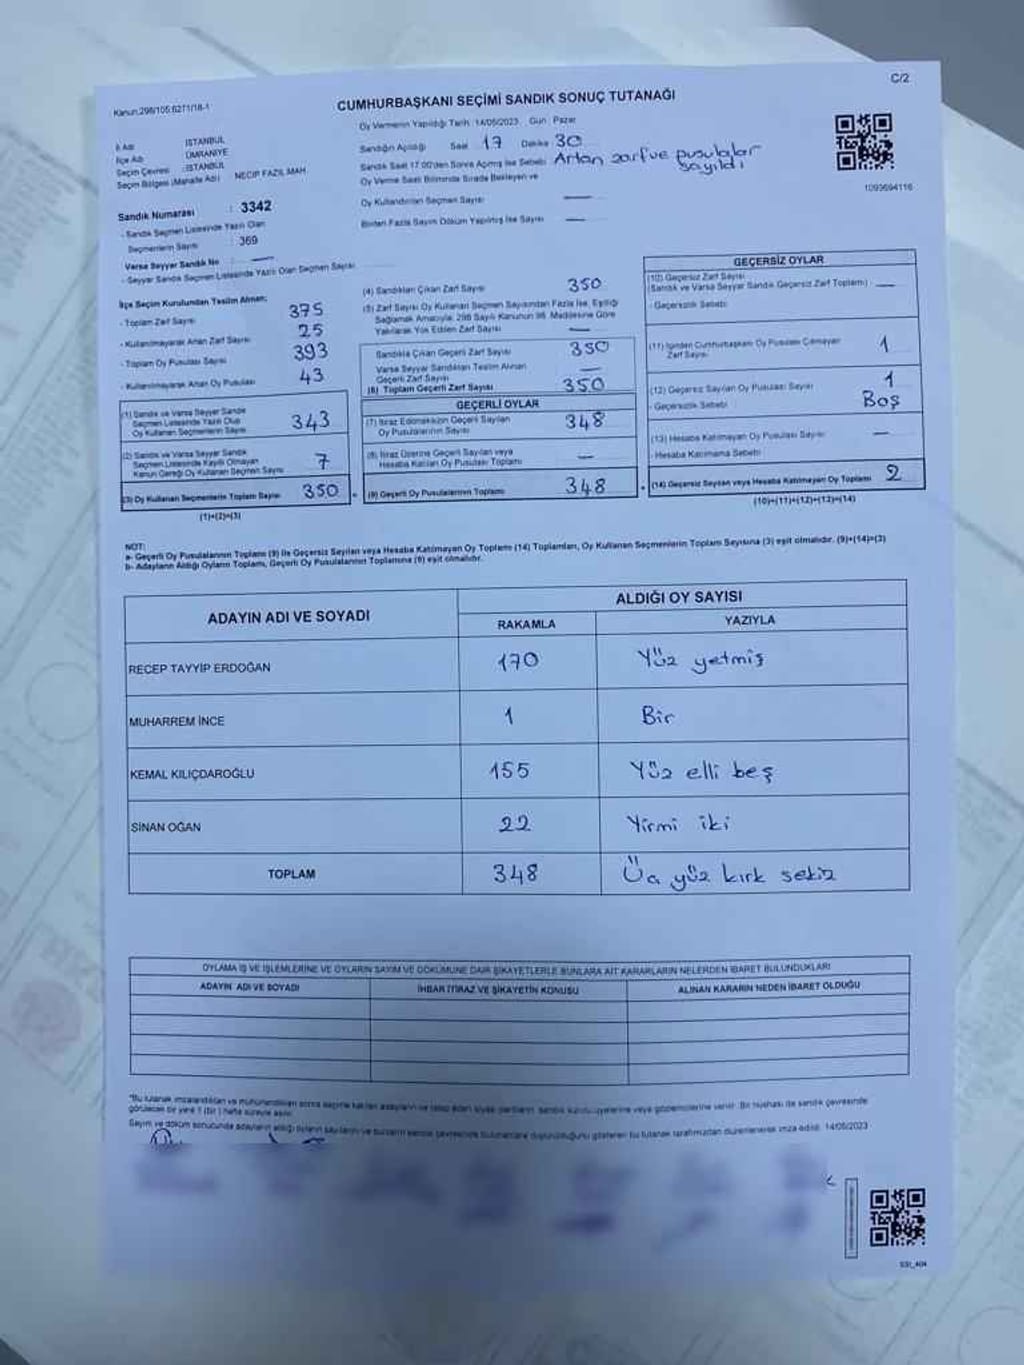 C/2
Kanun:298/105:6271/18-1
CUMHURBAŞKANI SEÇİMİ SANDIK SONUÇ TUTANAĞI
Oy Vermenin Yapıldığı Tarih :14/05/2023 Gün : Pazar
İl Adı : İSTANBUL
İlçe Adı : ÜMRANİYE
Seçim Çevresi : İSTANBUL
Seçim Bölgesi (Mahalle Adı) : NECİP FAZIL MAH.
Sandığın Açıldığı Saat 17 Dakika 30
Sandık Saat 17:00'den Sonra Açılmış İse Sebebi : Artan zarf ve pusulalar sayıldı
Oy Verme Saati Bitiminde Sırada Bekleyen ve
Oy Kullandırılan Seçmen Sayısı —
Birden Fazla Sayım Döküm Yapılmış İse Sayısı —
1093694116
Sandık Numarası : 3342
- Sandık Seçmen Listesinde Yazılı Olan
Seçmenlerin Sayısı : 369
Varsa Seyyar Sandık No : —
- Seyyar Sandık Seçmen Listesinde Yazılı Olan Seçmen Sayısı
İlçe Seçim Kurulundan Teslim Alınan;
- Toplam Zarf Sayısı 375
- Kullanılmayarak Artan Zarf Sayısı 25
- Toplam Oy Pusulası Sayısı 393
- Kullanılmayarak Artan Oy Pusulası 43
(1) Sandık ve Varsa Seyyar Sandık
Seçmen Listesinde Yazılı Olup
Oy Kullanan Seçmenlerin Sayısı 343
(2) Sandık ve Varsa Seyyar Sandık
Seçmen Listesinde Kayıtlı Olmayan
Kanun Gereği Oy Kullanan Seçmen Sayısı 7
(3) Oy Kullanan Seçmenlerin Toplam Sayısı 350
(1)+(2)=(3)
(4) Sandıktan Çıkan Zarf Sayısı 350
(5) Zarf Sayısı Oy Kullanan Seçmen Sayısından Fazla İse, Eşitliği
Sağlamak Amacıyla; 298 Sayılı Kanunun 98. Maddesine Göre
Yakılarak Yok Edilen Zarf Sayısı —
Sandıkta Çıkan Geçerli Zarf Sayısı 350
Varsa Seyyar Sandıktan Teslim Alınan
Geçerli Zarf Sayısı —
(6) Toplam Geçerli Zarf Sayısı 350
GEÇERLİ OYLAR
(7) İtiraz Edilmeksizin Geçerli Sayılan
Oy Pusulalarının Sayısı 348
(8) İtiraz Üzerine Geçerli Sayılan veya
Hesaba Katılan Oy Pusulası Toplamı —
(9) Geçerli Oy Pusulalarının Toplamı 348
GEÇERSİZ OYLAR
(10) Geçersiz Zarf Sayısı
(Sandık ve Varsa Seyyar Sandık Geçersiz Zarf Toplamı) —
- Geçersizlik Sebebi:
(11) İçinden Cumhurbaşkanı Oy Pusulası Çıkmayan
Zarf Sayısı 1
(12) Geçersiz Sayılan Oy Pusulası Sayısı 1
- Geçersizlik Sebebi: Boş
(13) Hesaba Katılmayan Oy Pusulası Sayısı —
- Hesaba Katılmama Sebebi:
(14) Geçersiz Sayılan veya Hesaba Katılmayan Oy Toplamı 2
(10)+(11)+(12)+(13)=(14)
NOT:
a- Geçerli Oy Pusulalarının Toplamı (9) ile Geçersiz Sayılan veya Hesaba Katılmayan Oy Toplamı (14) Toplamları, Oy Kullanan Seçmenlerin Toplam Sayısına (3) eşit olmalıdır. (9)+(14)=(3)
b- Adayların Aldığı Oyların Toplamı, Geçerli Oy Pusulalarının Toplamına (9) eşit olmalıdır.
ADAYIN ADI VE SOYADI ALDIĞI OY SAYISI
RAKAMLA YAZIYLA
RECEP TAYYİP ERDOĞAN 170 Yüz yetmiş
MUHARREM İNCE 1 Bir
KEMAL KILIÇDAROĞLU 155 Yüz elli beş
SİNAN OĞAN 22 Yirmi iki
TOPLAM 348 Üç yüz kırk sekiz
OYLAMA İŞ VE İŞLEMLERİNE VE OYLARIN SAYIM VE DÖKÜMÜNE DAİR ŞİKAYETLERLE BUNLARA AİT KARARLARIN NELERDEN İBARET BULUNDUKLARI
ADAYIN ADI VE SOYADI İHBAR İTİRAZ VE ŞİKAYETİN KONUSU ALINAN KARARIN NEDEN İBARET OLDUĞU
görülecek bir yere 1 (bir) hafta süreyle asılır.
14/05/2023